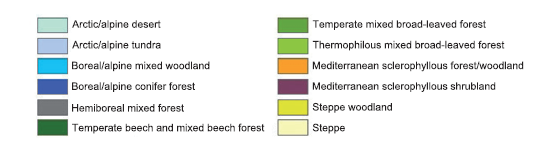 Arctic/alpine desert
Arctic/alpine tundra
Boreal/alpine mixed woodland
Boreal/alpine conifer forest
Hemiboreal mixed forest
Temperate beech and mixed beech forest
Temperate mixed broad-leaved forest
Thermophilous mixed broad-leaved forest
Mediterranean sclerophyllous forest/woodland
Mediterranean sclerophyllous shrubland
Steppe woodland
Steppe